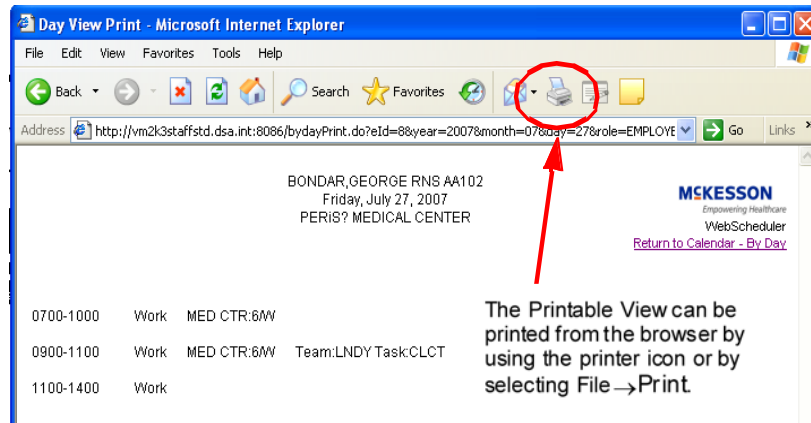 Day View Print - Microsoft Internet Explorer
File Edit View Favorites Tools Help
Back Search Favorites
Address http://vm2k3staffstd.dsa.int:8086/bydayPrint.do?eId=8&year=2007&month=07&day=27&role=EMPLOYE Go Links »
BONDAR,GEORGE RNS AA102
Friday, July 27, 2007
PERiS? MEDICAL CENTER
MCKESSON
Empowering Healthcare
WebScheduler
Return to Calendar - By Day
0700-1000 Work MED CTR:6/W
0900-1100 Work MED CTR:6/W Team:LNDY Task:CLCT
1100-1400 Work
The Printable View can be
printed from the browser by
using the printer icon or by
selecting File→Print.